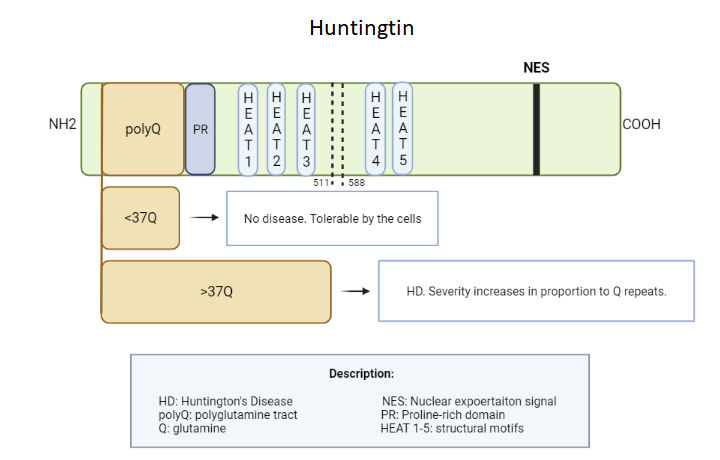 Huntingtin
NES
NH2
polyQ
PR
HEAT1
HEAT2
HEAT3
HEAT4
HEAT5
COOH
511
588
<37Q
No disease. Tolerable by the cells
>37Q
HD. Severity increases in proportion to Q repeats.
Description:
HD: Huntington's Disease
NES: Nuclear expoertaiton signal
polyQ: polyglutamine tract
PR: Proline-rich domain
Q: glutamine
HEAT 1-5: structural motifs